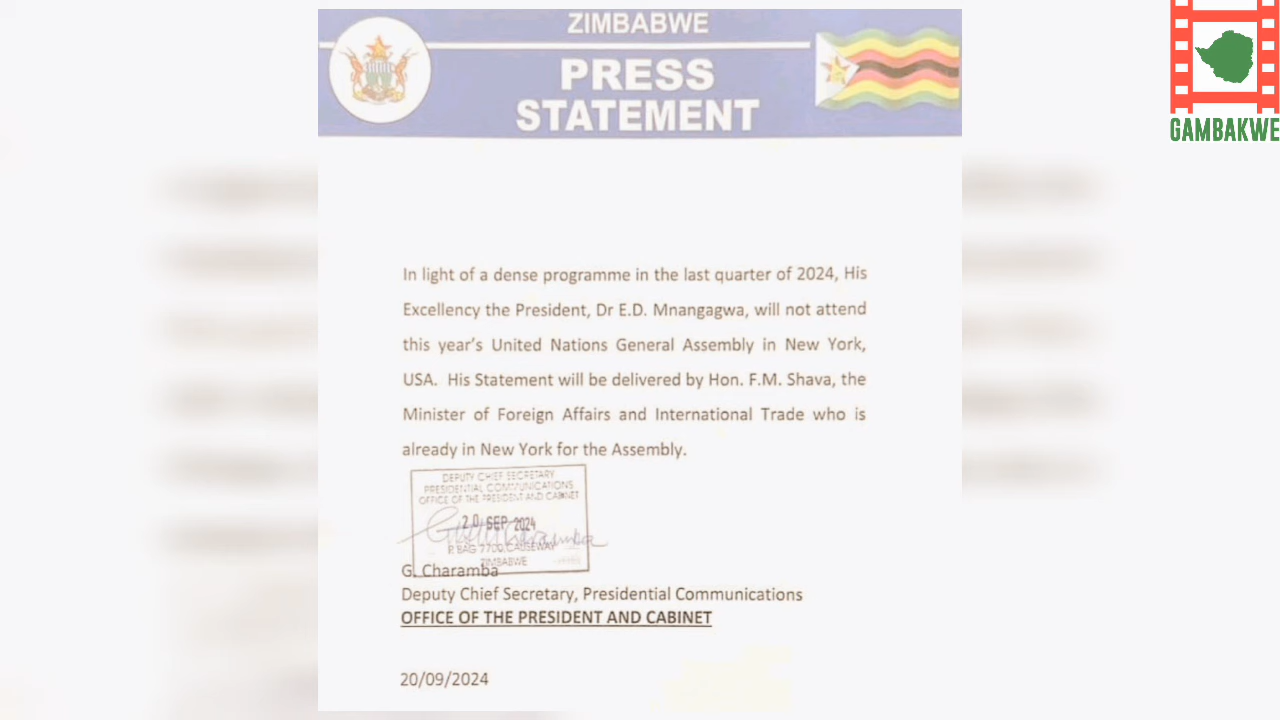 ZIMBABWE
PRESS
STATEMENT
GAMBAKWE
In light of a dense programme in the last quarter of 2024, His
Excellency the President, Dr E.D. Mnangagwa, will not attend
this year's United Nations General Assembly in New York,
USA. His Statement will be delivered by Hon. F.M. Shava, the
Minister of Foreign Affairs and International Trade who is
already in New York for the Assembly.
DEPUTY CHIEF SECRETARY
PRESIDENTIAL COMMUNICATIONS
OFFICE OF THE PRESIDENT AND CABINET
20 SEP 2024
P. BAG 7700, CAUSEWAY
ZIMBABWE
G. Charamba
Deputy Chief Secretary, Presidential Communications
OFFICE OF THE PRESIDENT AND CABINET
20/09/2024